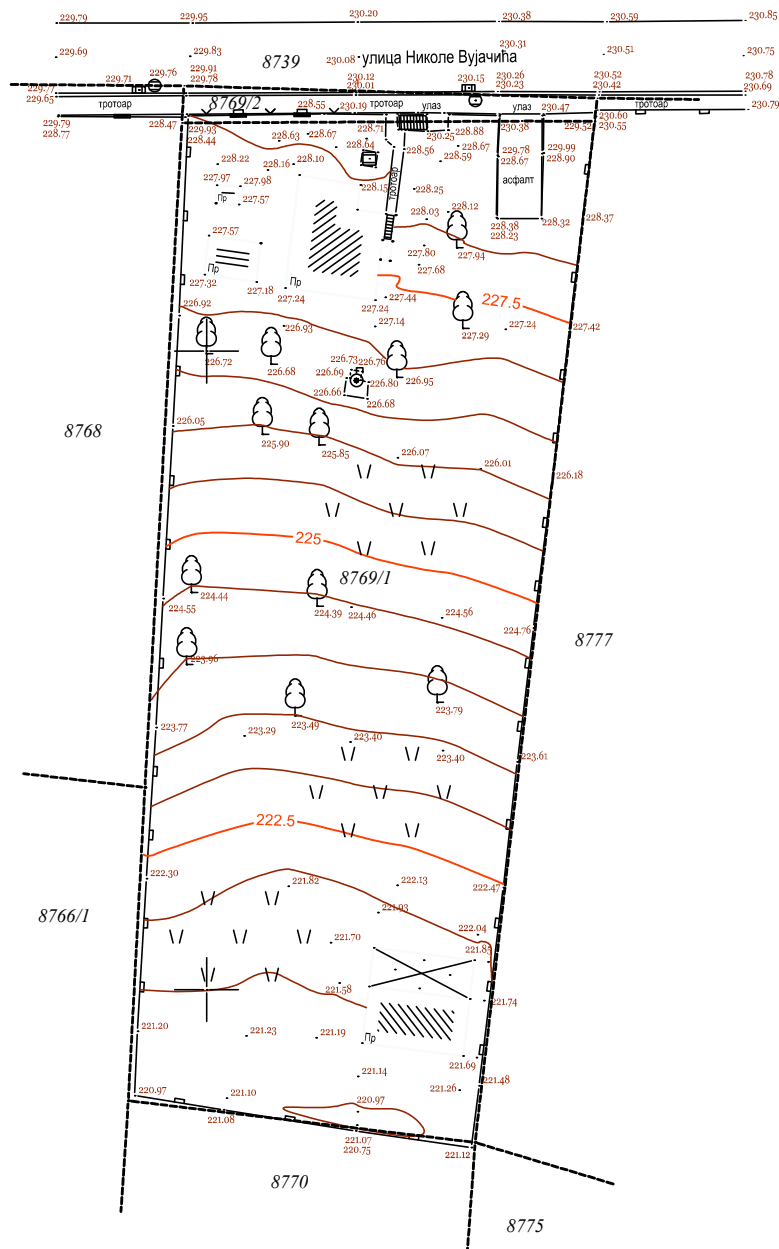 229.79 229.95 230.20 230.38 230.59 230.85
229.69 229.83 230.08 улица Николе Вујачића 230.31 230.51 230.75
8739
229.77 229.71 229.76 229.91 230.12 230.15 230.26 230.52 230.78
229.65 229.78 230.01 230.23 230.42 230.69
тротоар 8769/2 228.55 230.19 тротоар улаз улаз 230.47 тротоар 230.79
229.79 228.47 229.93 228.71 230.25 228.88 230.38 229.52 230.60
228.77 228.44 228.63 228.67 230.55
228.64 228.56 228.67 229.78 229.99
228.22 228.16 228.10 228.59 228.67 228.90
227.97 227.98 228.15 тротоар 228.25 асфалт
Пр 227.57 228.03 228.12 228.38 228.32 228.37
227.57 227.80 227.94 228.23
227.32 Пр 227.18 Пр 227.68
226.92 227.24 227.24 227.44 227.5
226.93 227.14 227.29 227.24 227.42
226.72 226.68 226.73 226.76
226.69 226.80 226.95
226.66 226.68
226.05
8768 225.90 225.85 226.07 226.01 226.18
225
8769/1
224.55 224.44 224.39 224.46 224.56 224.76
8777
223.96
223.79
223.77 223.29 223.49 223.40 223.40 223.61
222.5
222.30 221.82 222.13 222.47
8766/1 221.93 222.04
221.70 221.85
221.58 221.74
221.20 221.23 221.19 Пр 221.69
220.97 221.10 221.14 221.26 221.48
221.08 220.97
221.07
220.75 221.12
8770
8775